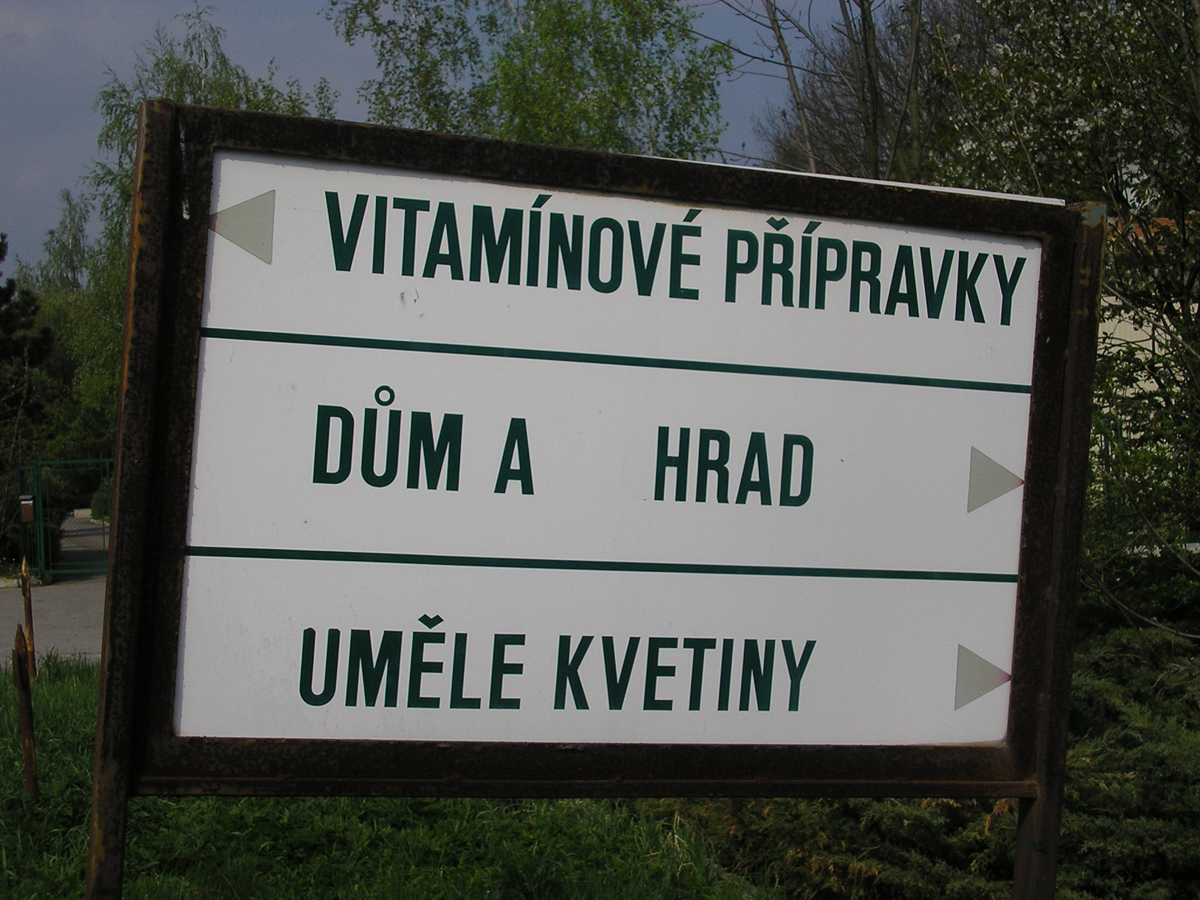 VITAMÍNOVÉ PŘÍPRAVKY
DŮM A HRAD
UMĚLE KVETINY